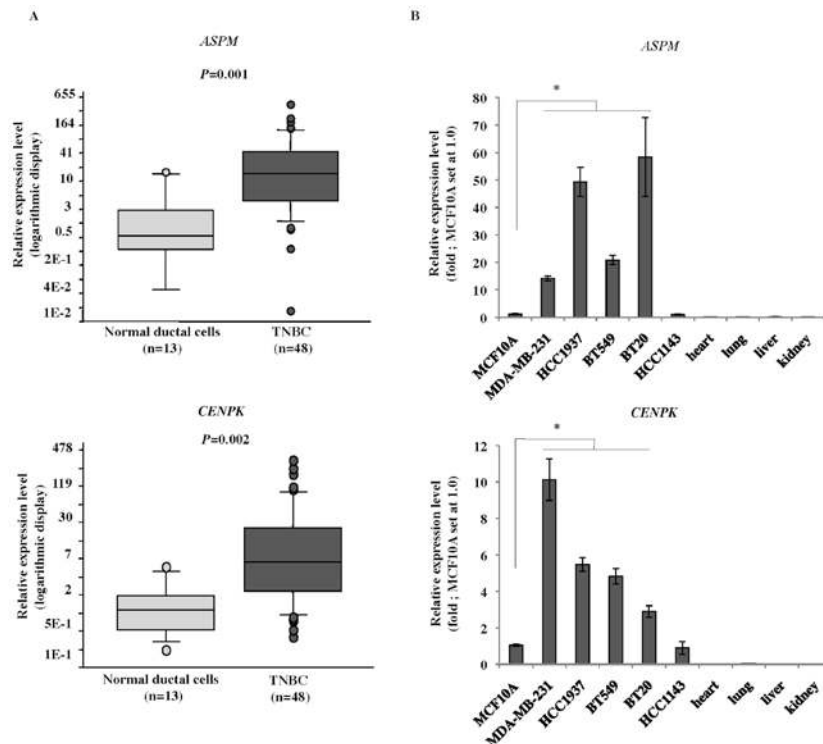 A
ASPM
P=0.001
Relative expression level
(logarithmic display)
655
164
41
10
3
0.5
2E-1
4E-2
1E-2
Normal ductal cells
(n=13)
TNBC
(n=48)
B
ASPM
*
Relative expression level
(fold ; MCF10A set at 1.0)
80
70
60
50
40
30
20
10
0
MCF10A
MDA-MB-231
HCC1937
BT549
BT20
HCC1143
heart
lung
liver
kidney
CENPK
P=0.002
Relative expression level
(logarithmic display)
478
119
30
7
2
5E-1
1E-1
Normal ductal cells
(n=13)
TNBC
(n=48)
CENPK
*
Relative expression level
(fold ; MCF10A set at 1.0)
12
10
8
6
4
2
0
MCF10A
MDA-MB-231
HCC1937
BT549
BT20
HCC1143
heart
lung
liver
kidney